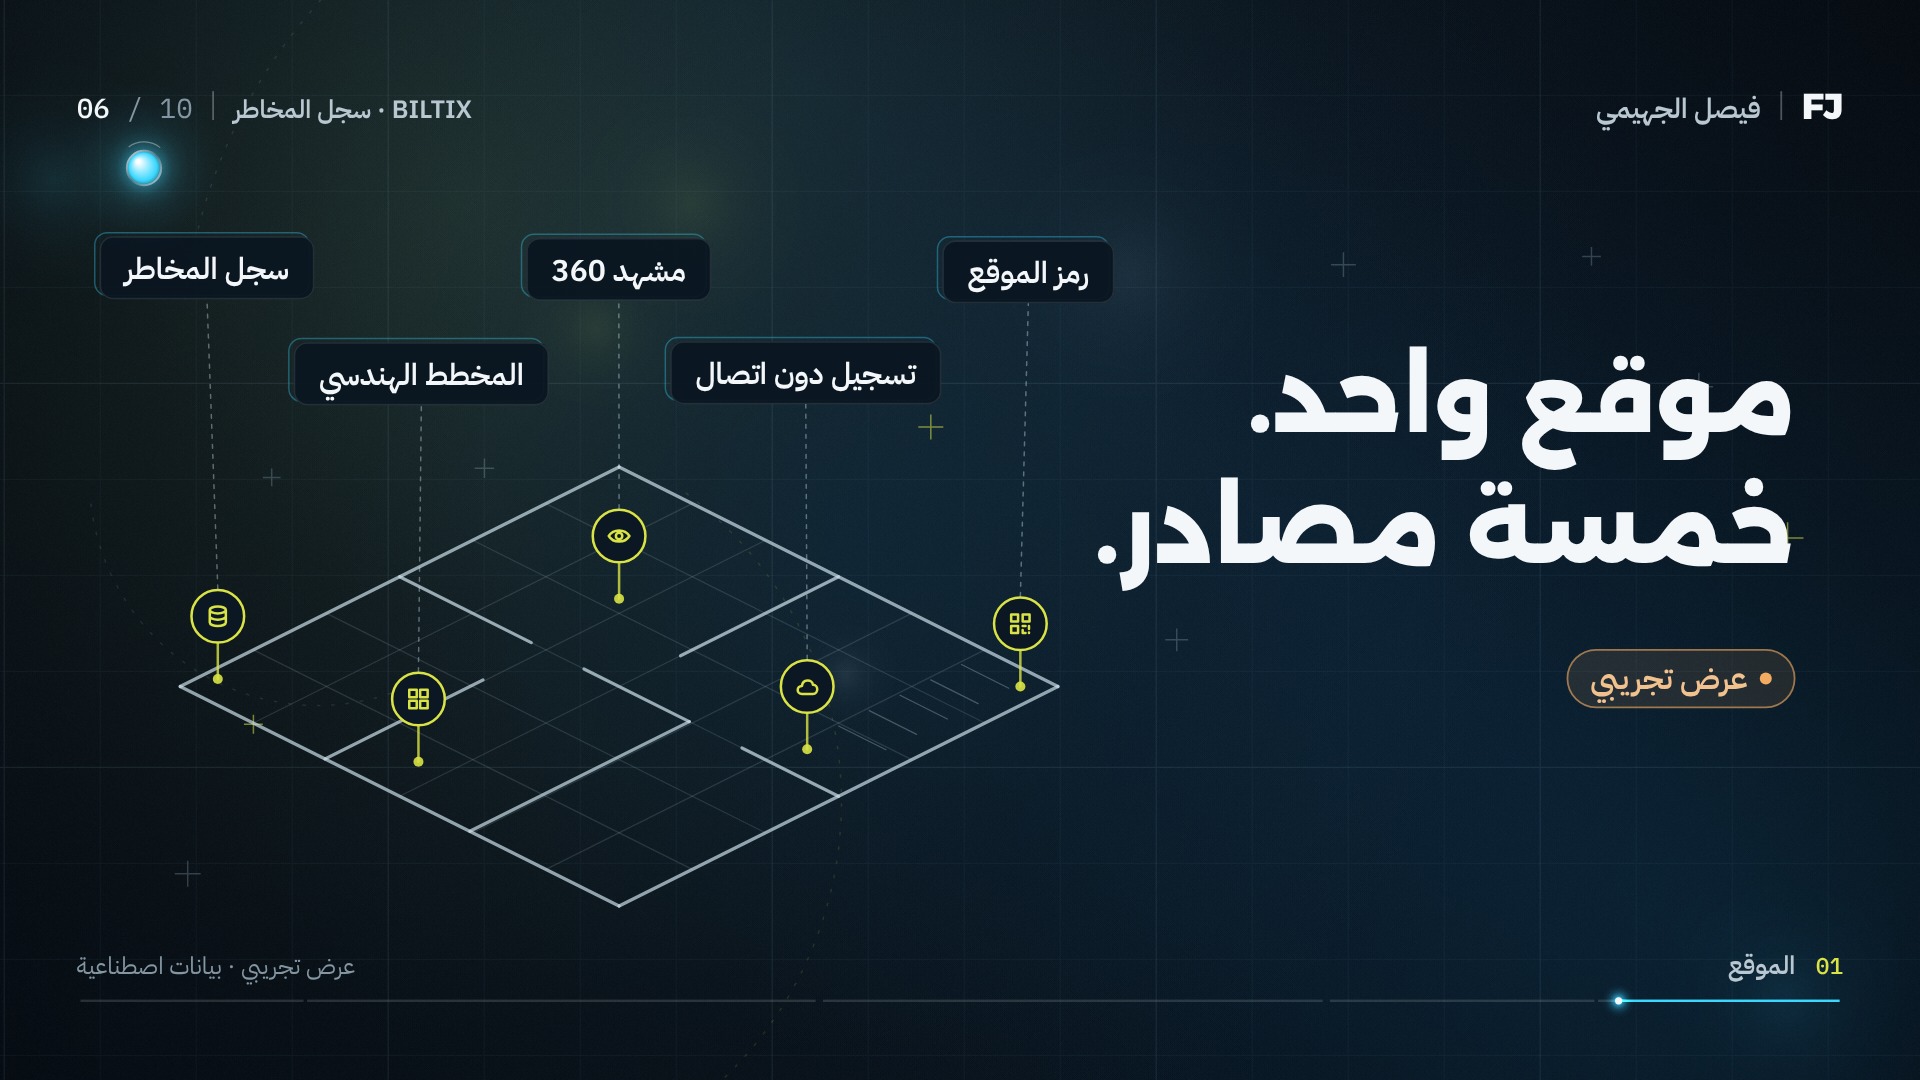 FJ | فيصل الجهيمي
BILTIX · سجل المخاطر | 06 / 10
رمز الموقع
مشهد 360
سجل المخاطر
تسجيل دون اتصال
المخطط الهندسي
موقع واحد.
خمسة مصادر.
عرض تجريبي
01 الموقع
عرض تجريبي · بيانات اصطناعية